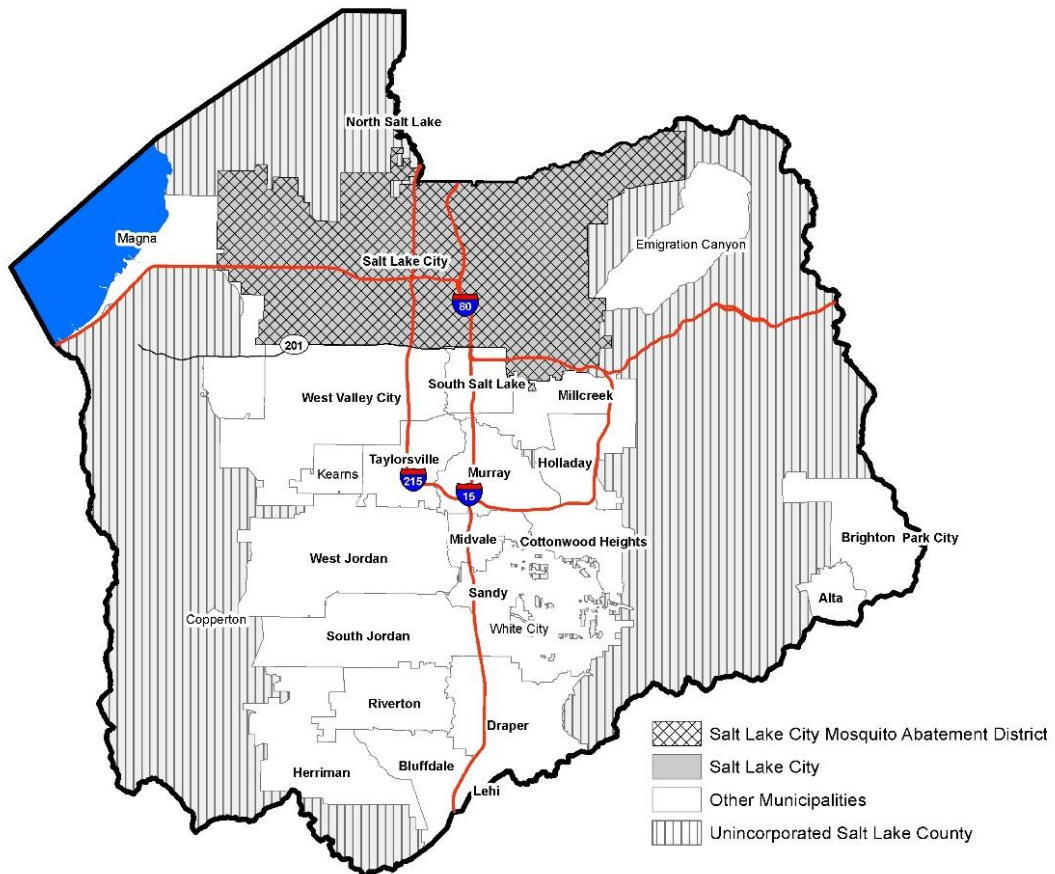 North Salt Lake
Magna
Emigration Canyon
Salt Lake City
80
201
South Salt Lake
West Valley City
Millcreek
Taylorsville
Holladay
Kearns
Murray
215
15
Midvale
Cottonwood Heights
Brighton
Park City
West Jordan
Sandy
Alta
Copperton
White City
South Jordan
Riverton
Draper
Bluffdale
Herriman
Lehi
Salt Lake City Mosquito Abatement District
Salt Lake City
Other Municipalities
Unincorporated Salt Lake County